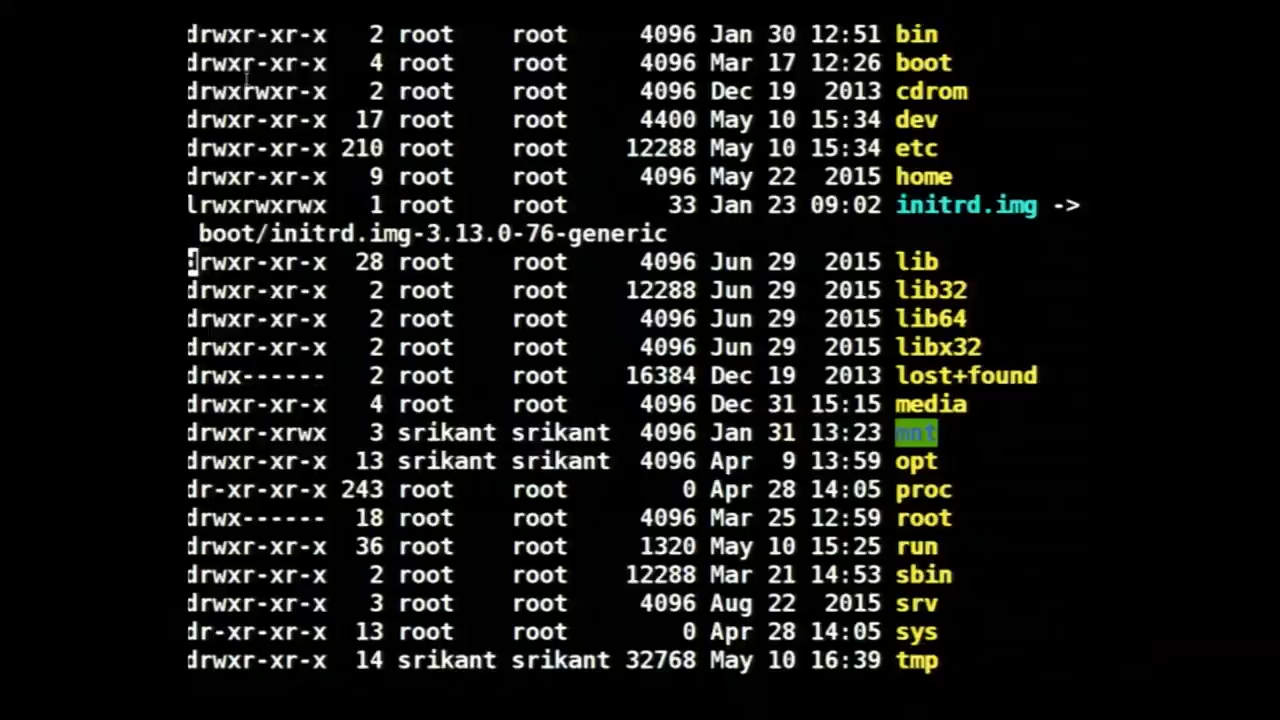 drwxr-xr-x 2 root root 4096 Jan 30 12:51 bin
drwxr-xr-x 4 root root 4096 Mar 17 12:26 boot
drwxrwxr-x 2 root root 4096 Dec 19 2013 cdrom
drwxr-xr-x 17 root root 4400 May 10 15:34 dev
drwxr-xr-x 210 root root 12288 May 10 15:34 etc
drwxr-xr-x 9 root root 4096 May 22 2015 home
lrwxrwxrwx 1 root root 33 Jan 23 09:02 initrd.img ->
boot/initrd.img-3.13.0-76-generic
drwxr-xr-x 28 root root 4096 Jun 29 2015 lib
drwxr-xr-x 2 root root 12288 Jun 29 2015 lib32
drwxr-xr-x 2 root root 4096 Jun 29 2015 lib64
drwxr-xr-x 2 root root 4096 Jun 29 2015 libx32
drwx------ 2 root root 16384 Dec 19 2013 lost+found
drwxr-xr-x 4 root root 4096 Dec 31 15:15 media
drwxr-xrwx 3 srikant srikant 4096 Jan 31 13:23 mnt
drwxr-xr-x 13 srikant srikant 4096 Apr 9 13:59 opt
dr-xr-xr-x 243 root root 0 Apr 28 14:05 proc
drwx------ 18 root root 4096 Mar 25 12:59 root
drwxr-xr-x 36 root root 1320 May 10 15:25 run
drwxr-xr-x 2 root root 12288 Mar 21 14:53 sbin
drwxr-xr-x 3 root root 4096 Aug 22 2015 srv
dr-xr-xr-x 13 root root 0 Apr 28 14:05 sys
drwxr-xr-x 14 srikant srikant 32768 May 10 16:39 tmp